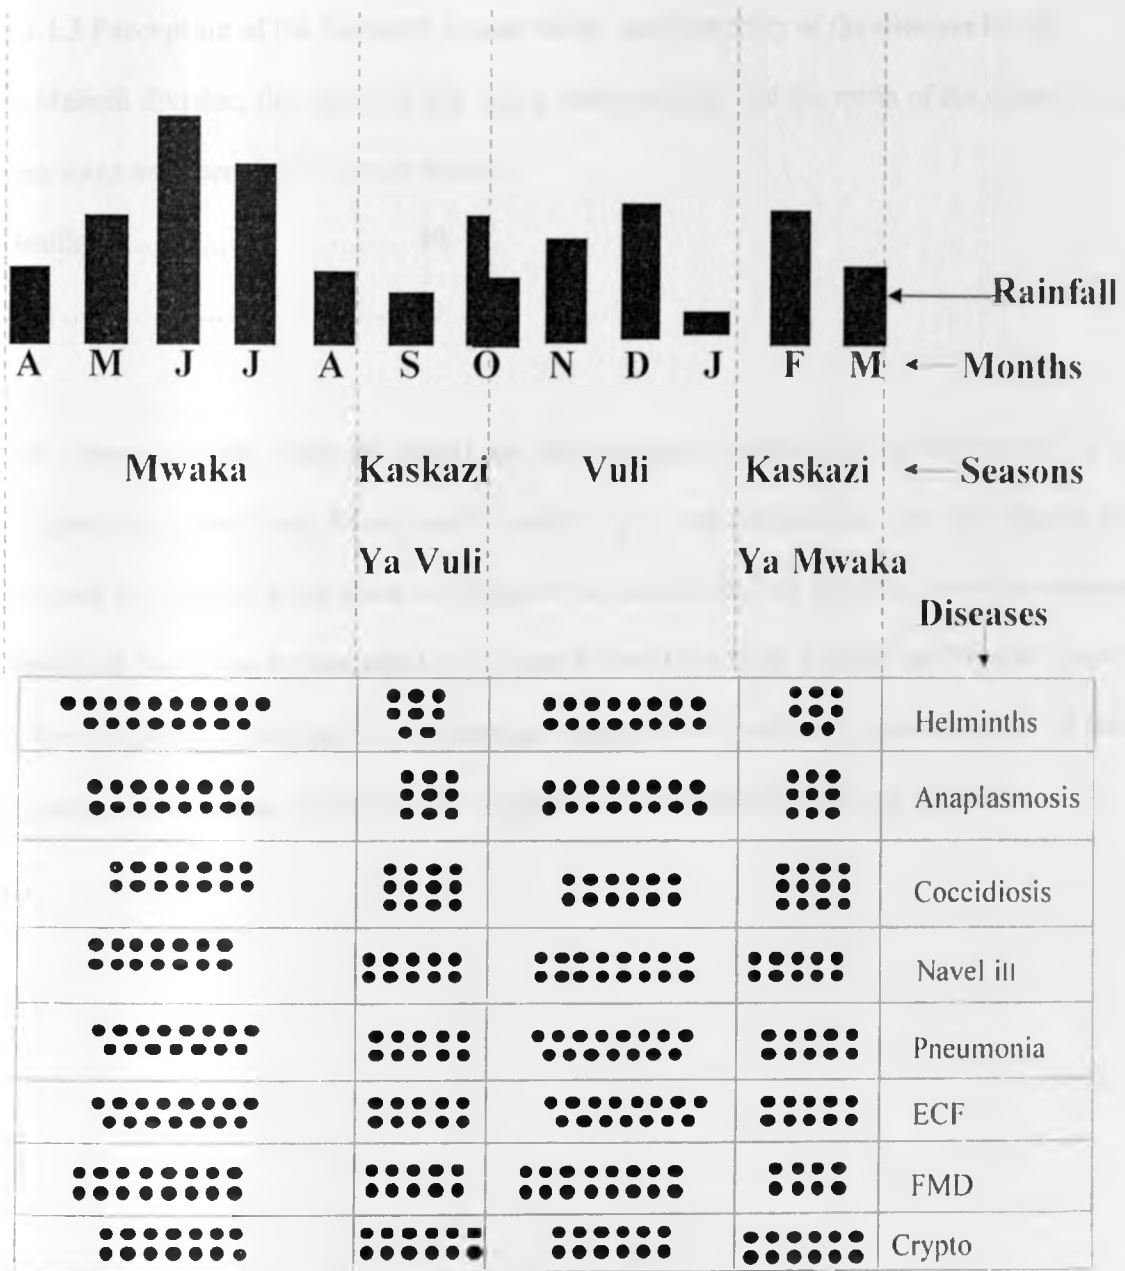 Rainfall
A M J J A S O N D J F M Months
Mwaka Kaskazi Vuli Kaskazi Seasons
Ya Vuli Ya Mwaka
Diseases
Helminths
Anaplasmosis
Coccidiosis
Navel ill
Pneumonia
ECF
FMD
Crypto